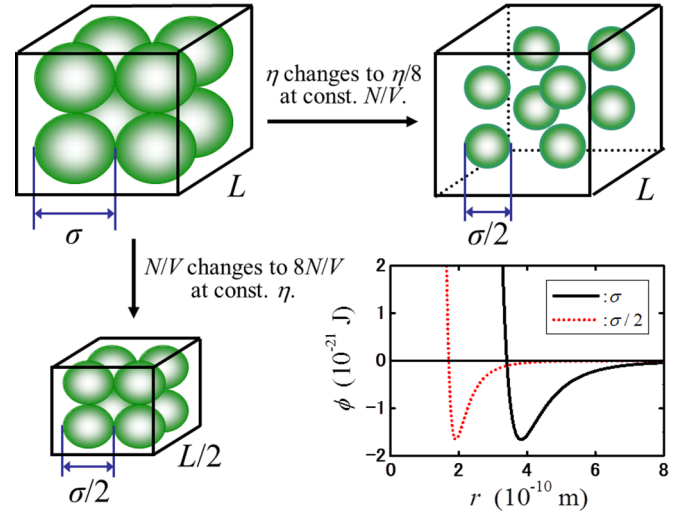 η changes to η/8
at const. N/V.
L
L
σ
σ/2
N/V changes to 8N/V
at const. η.
L/2
σ/2
2
1
0
−1
−2
ϕ (10⁻²¹ J)
:σ
:σ/2
0 2 4 6 8
r (10⁻¹⁰ m)